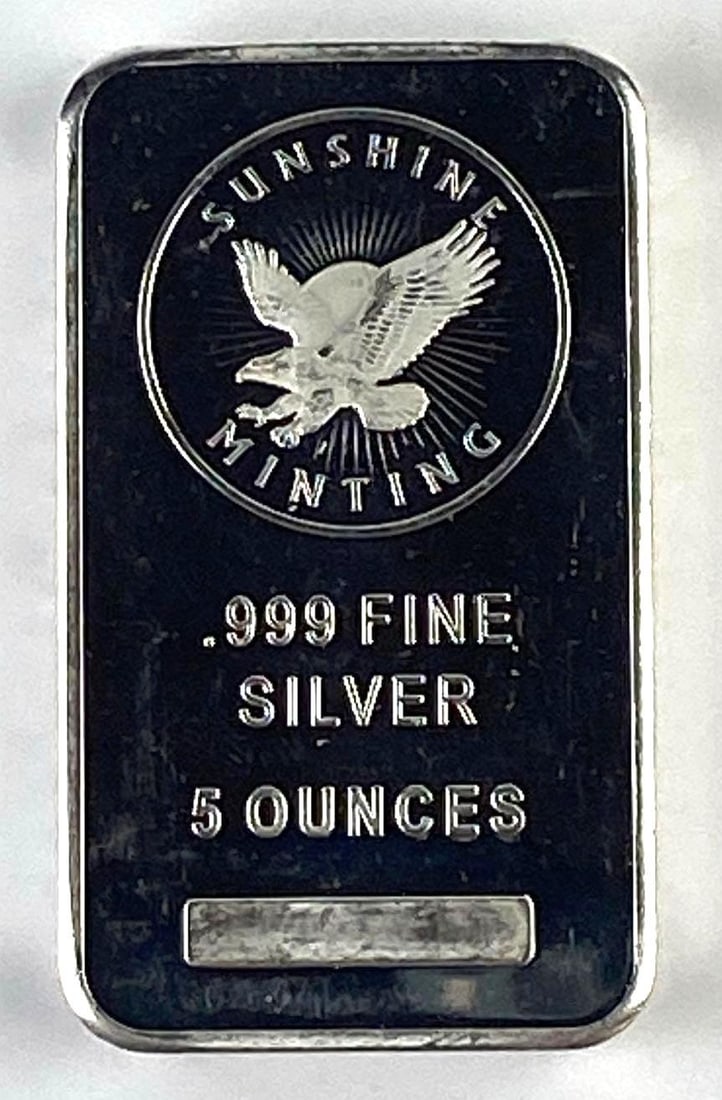 SUNSHINE
MINTING
.999 FINE
SILVER
5 OUNCES